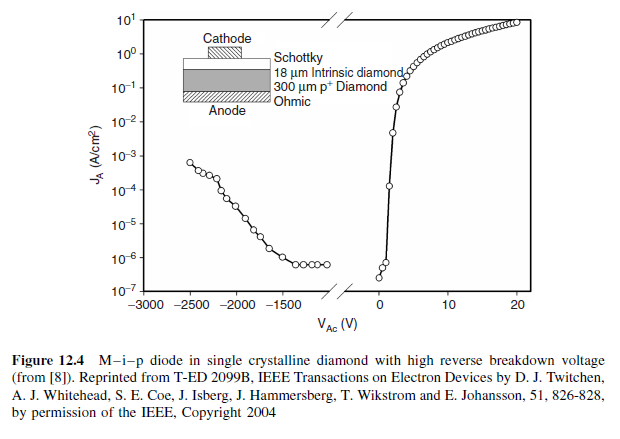 10¹
10⁰
10⁻¹
10⁻²
10⁻³
10⁻⁴
10⁻⁵
10⁻⁶
10⁻⁷
J_A (A/cm²)
Cathode
Schottky
18 μm Intrinsic diamond
300 μm p⁺ Diamond
Ohmic
Anode
−3000 −2500 −2000 −1500 0 10 20
V_Ac (V)
Figure 12.4 M−i−p diode in single crystalline diamond with high reverse breakdown voltage
(from [8]). Reprinted from T-ED 2099B, IEEE Transactions on Electron Devices by D. J. Twitchen,
A. J. Whitehead, S. E. Coe, J. Isberg, J. Hammersberg, T. Wikstrom and E. Johansson, 51, 826-828,
by permission of the IEEE, Copyright 2004